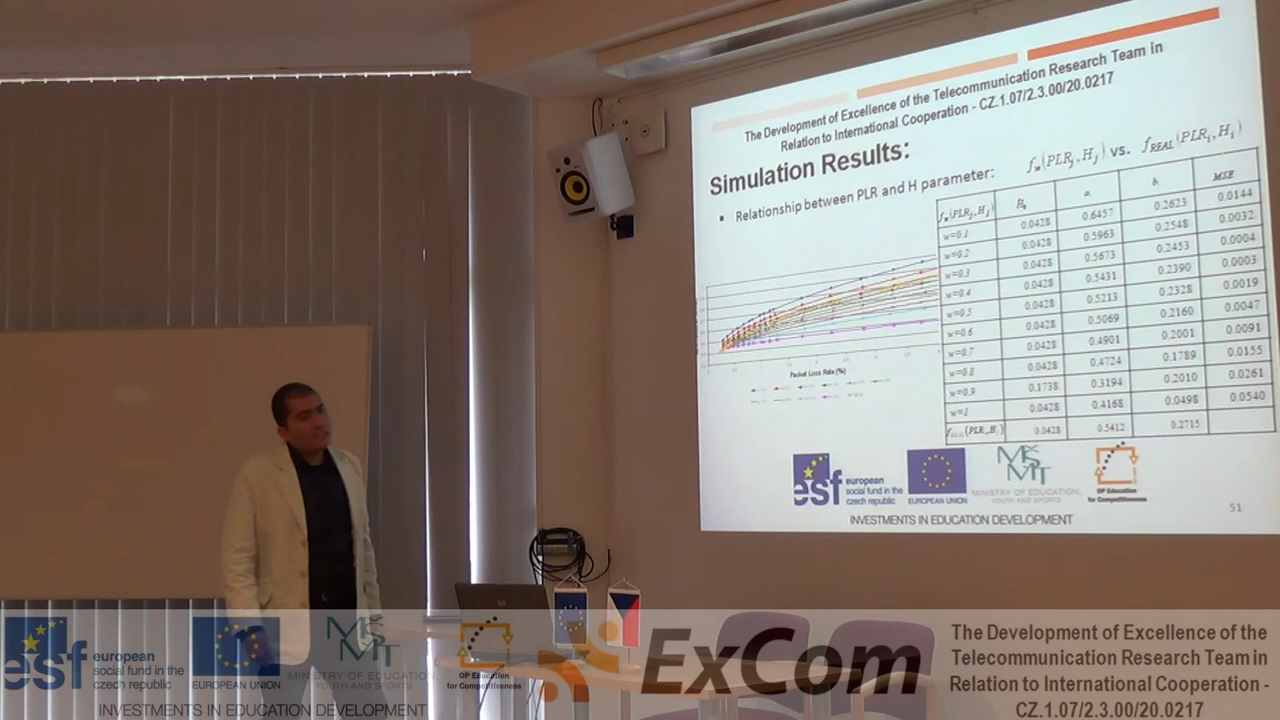 The Development of Excellence of the Telecommunication Research Team in
Relation to International Cooperation - CZ.1.07/2.3.00/20.0217
Simulation Results:
▪ Relationship between PLR and H parameter:
f_w(PLR_j, H_j) vs. f_REAL(PLR_i, H_i)
f_w(PLR_j, H_j) a b MSE
w=0.1 0.0428 0.6457 0.2623 0.0144
w=0.2 0.0428 0.5963 0.2548 0.0032
w=0.3 0.0428 0.5673 0.2453 0.0004
w=0.4 0.0428 0.5431 0.2390 0.0003
w=0.5 0.0428 0.5213 0.2328 0.0019
w=0.6 0.0428 0.5069 0.2160 0.0047
w=0.7 0.0428 0.4901 0.2001 0.0091
w=0.8 0.0428 0.4724 0.1789 0.0155
w=0.9 0.1738 0.3194 0.2010 0.0261
w=1 0.0428 0.4168 0.0498 0.0540
0.0428 0.5412 0.2715
Packet Loss Rate (%)
esf european
social fund in the
czech republic
EUROPEAN UNION
MINISTRY OF EDUCATION,
YOUTH AND SPORTS
OP Education
for Competitiveness
INVESTMENTS IN EDUCATION DEVELOPMENT
51
hp
esf european
social fund in the
czech republic
EUROPEAN UNION
MINISTRY OF EDUCATION,
YOUTH AND SPORTS
OP Education
for Competitiveness
INVESTMENTS IN EDUCATION DEVELOPMENT
ExCom
The Development of Excellence of the
Telecommunication Research Team in
Relation to International Cooperation -
CZ.1.07/2.3.00/20.0217